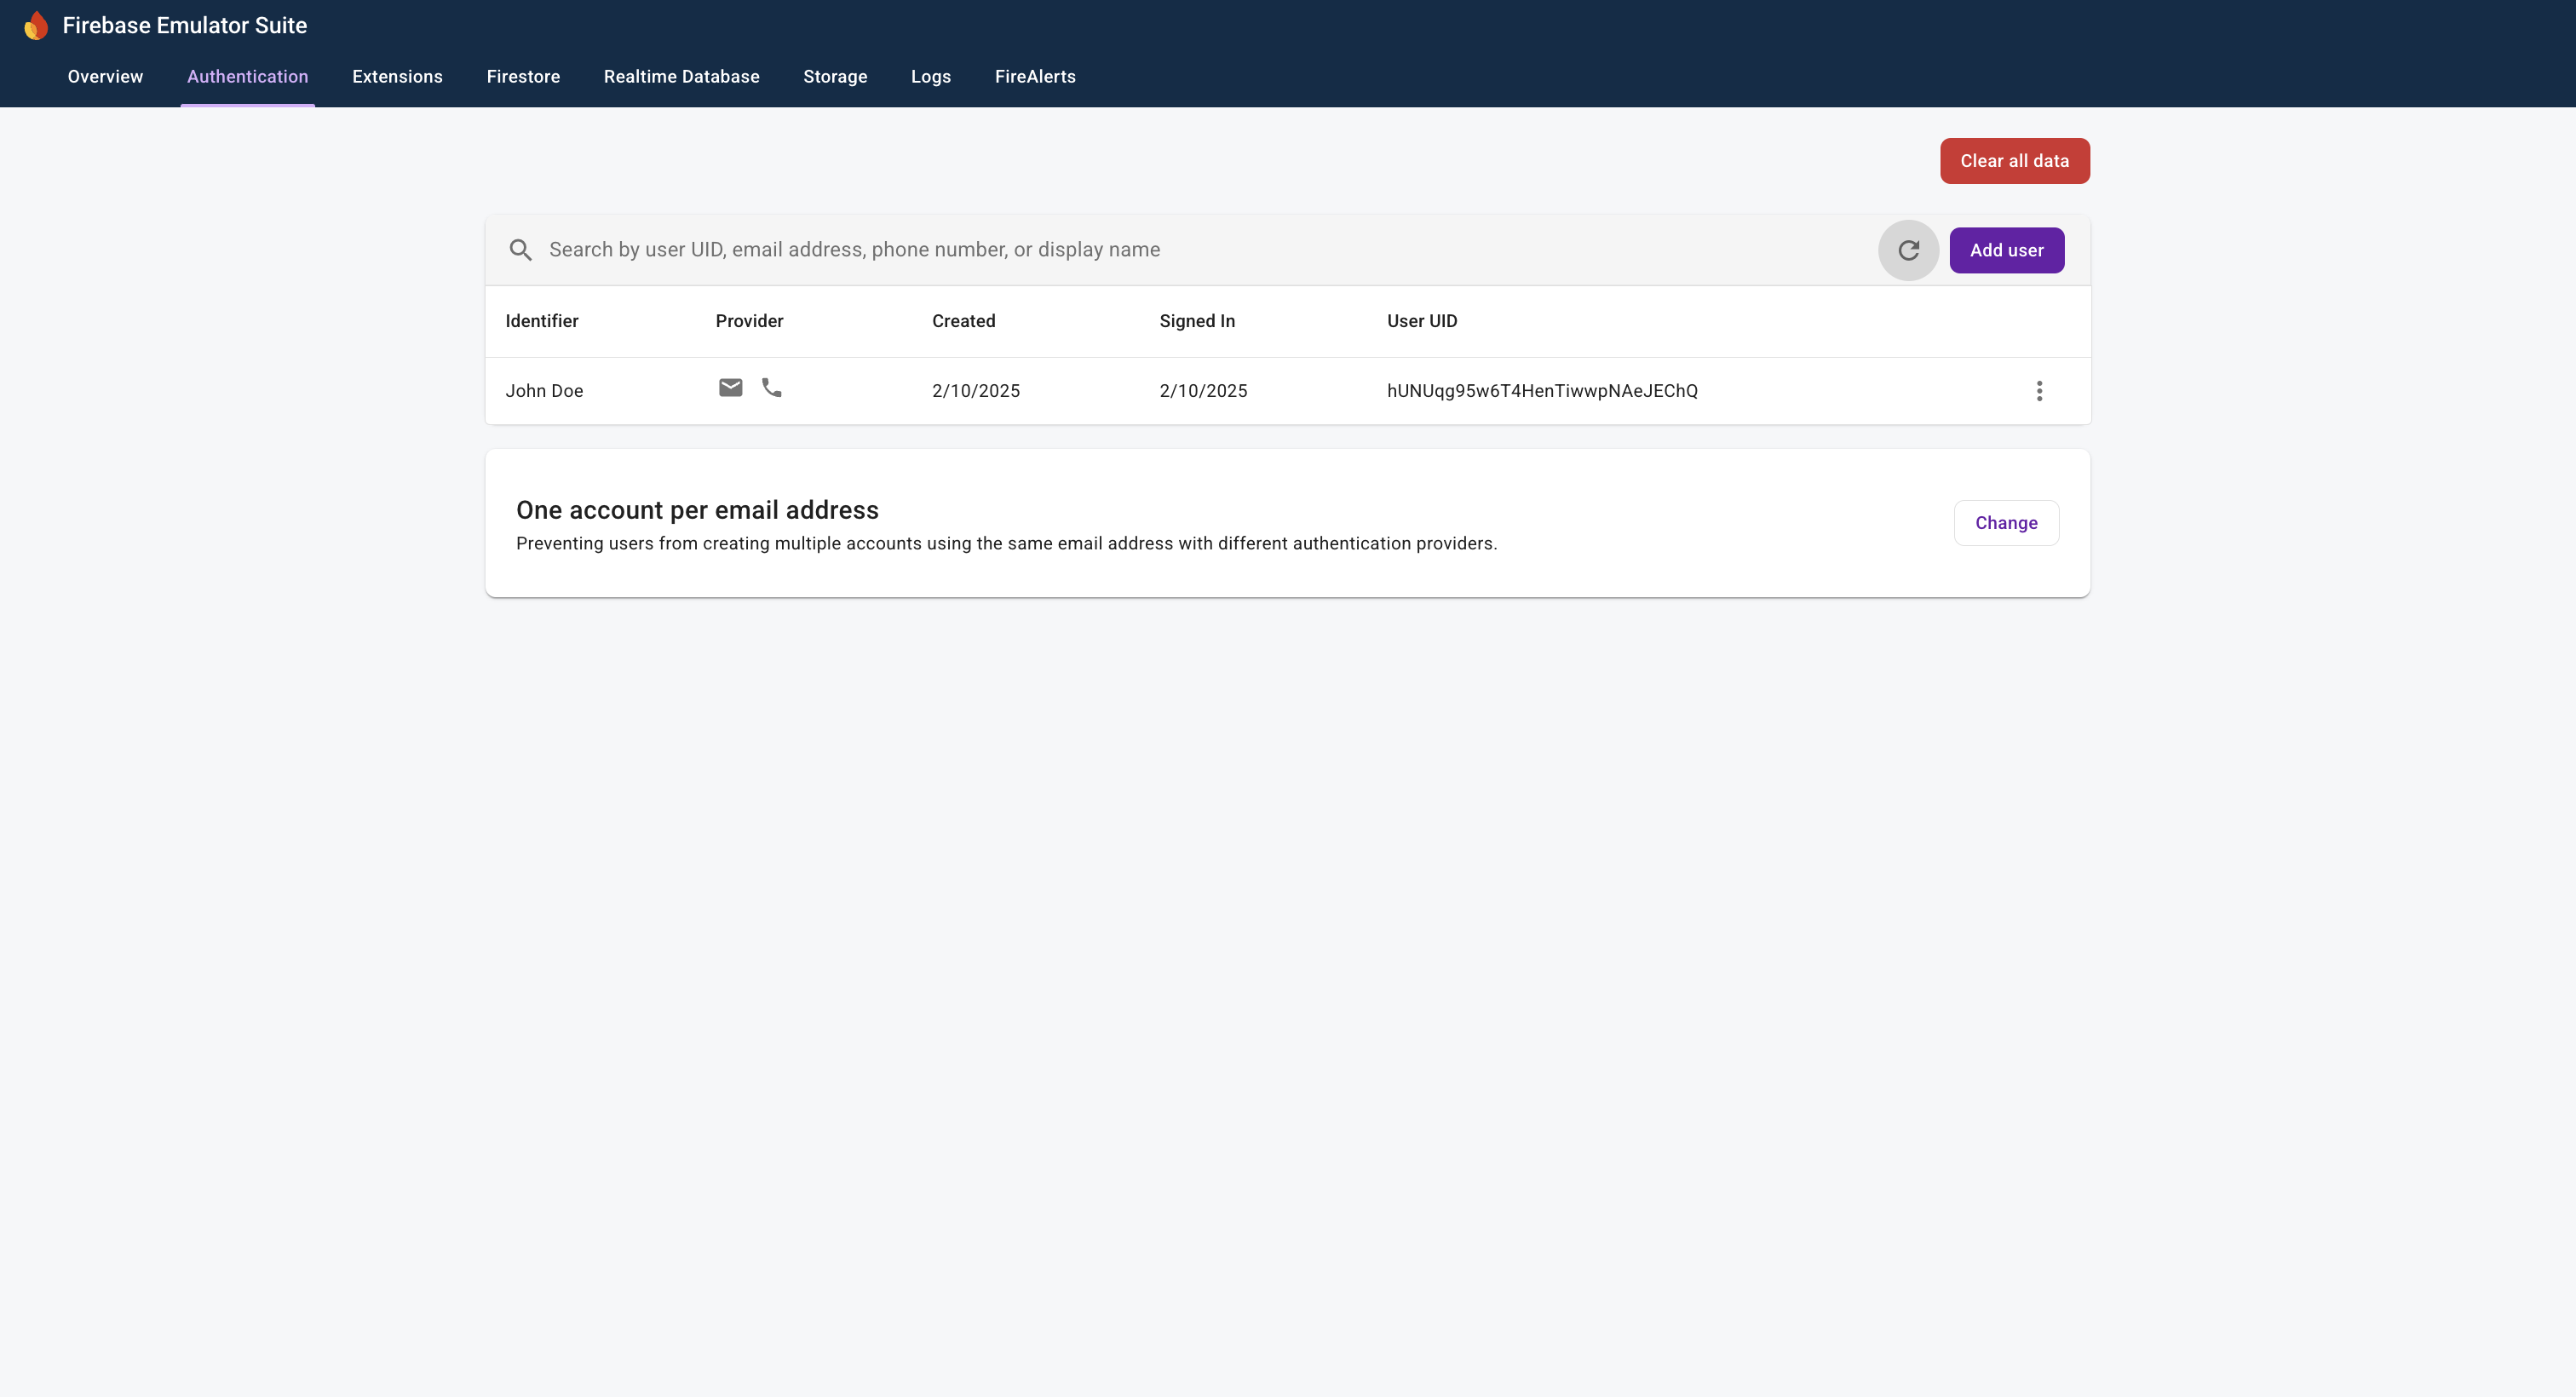 Firebase Emulator Suite
Overview Authentication Extensions Firestore Realtime Database Storage Logs FireAlerts
Clear all data
Search by user UID, email address, phone number, or display name Add user
Identifier Provider Created Signed In User UID
John Doe 2/10/2025 2/10/2025 hUNUqg95w6T4HenTiwwpNAeJEChQ
One account per email address
Preventing users from creating multiple accounts using the same email address with different authentication providers.
Change